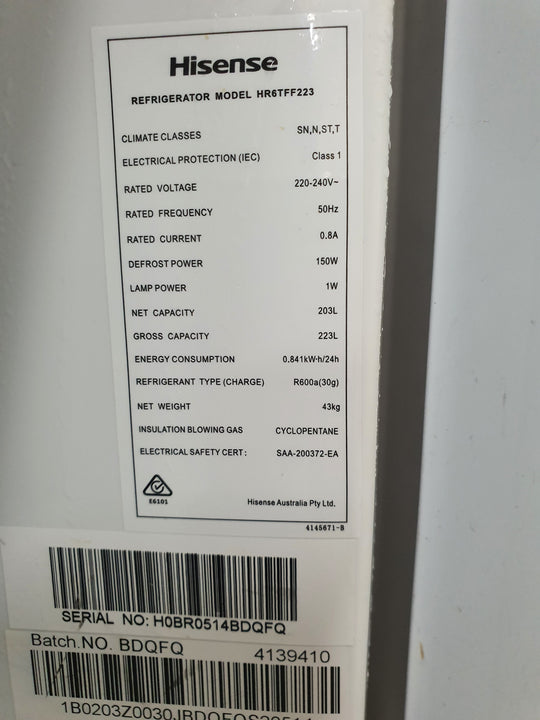 Hisense
REFRIGERATOR MODEL HR6TFF223
CLIMATE CLASSES SN,N,ST,T
ELECTRICAL PROTECTION (IEC) Class 1
RATED VOLTAGE 220-240V~
RATED FREQUENCY 50Hz
RATED CURRENT 0.8A
DEFROST POWER 150W
LAMP POWER 1W
NET CAPACITY 203L
GROSS CAPACITY 223L
ENERGY CONSUMPTION 0.841kW·h/24h
REFRIGERANT TYPE (CHARGE) R600a(30g)
NET WEIGHT 43kg
INSULATION BLOWING GAS CYCLOPENTANE
ELECTRICAL SAFETY CERT : SAA-200372-EA
E6101 Hisense Australia Pty Ltd.
4145671-B
SERIAL NO: H0BR0514BDQFQ
Batch.NO. BDQFQ 4139410